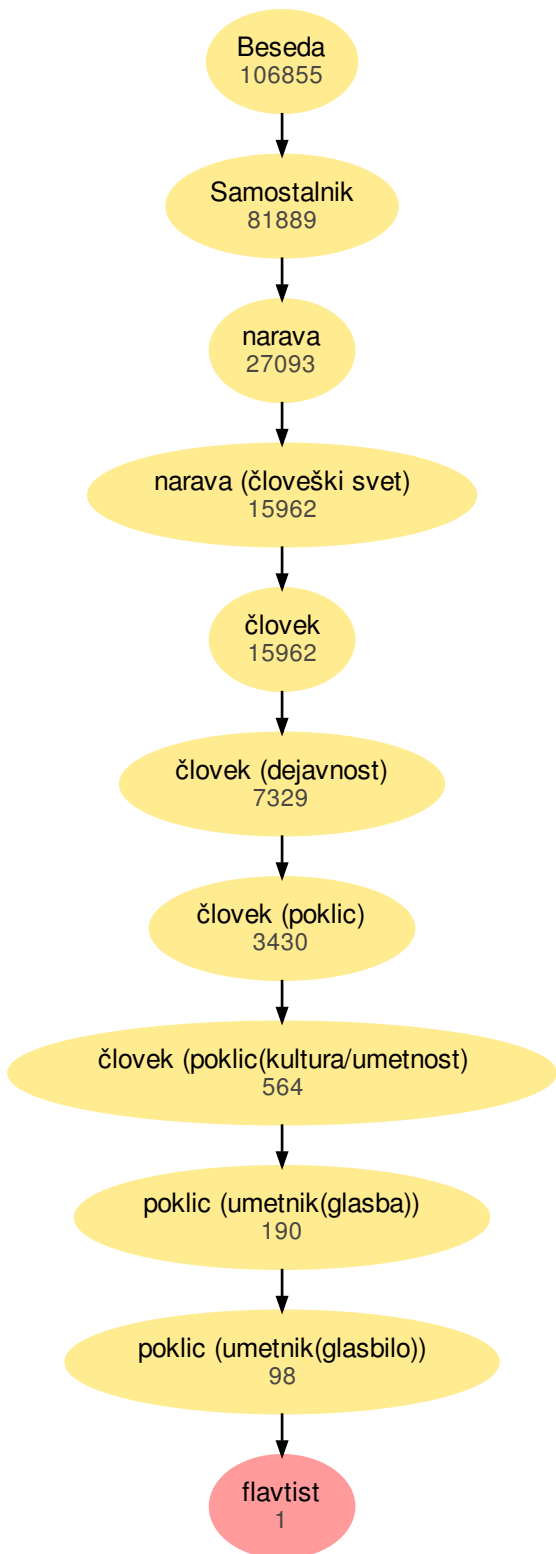 Beseda
106855
Samostalnik
81889
narava
27093
narava (človeški svet)
15962
človek
15962
človek (dejavnost)
7329
človek (poklic)
3430
človek (poklic(kultura/umetnost)
564
poklic (umetnik(glasba))
190
poklic (umetnik(glasbilo))
98
flavtist
1